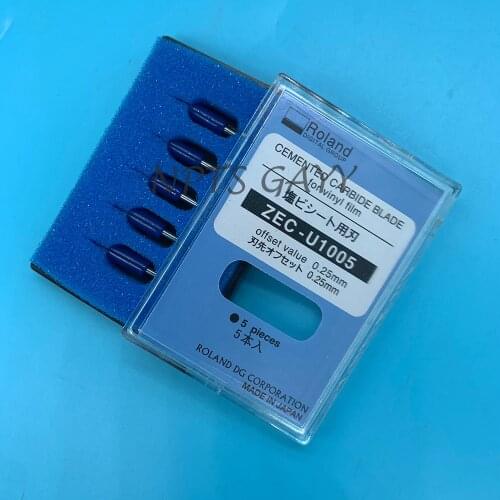 Roland
DIGITAL GROUP
CEMENTED CARBIDE BLADE
for vinyl film
塩ビシート用刃
ZEC-U1005
offset value 0.25mm
刃先オフセット 0.25mm
● 5 pieces
5本入
ROLAND DG CORPORATION
MADE IN JAPAN